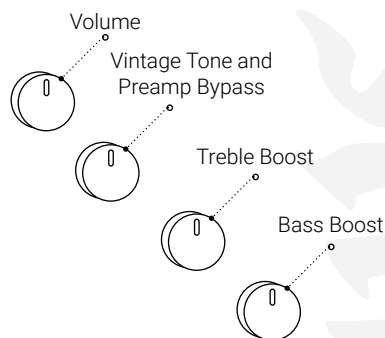 Volume
Vintage Tone and
Preamp Bypass
Treble Boost
Bass Boost